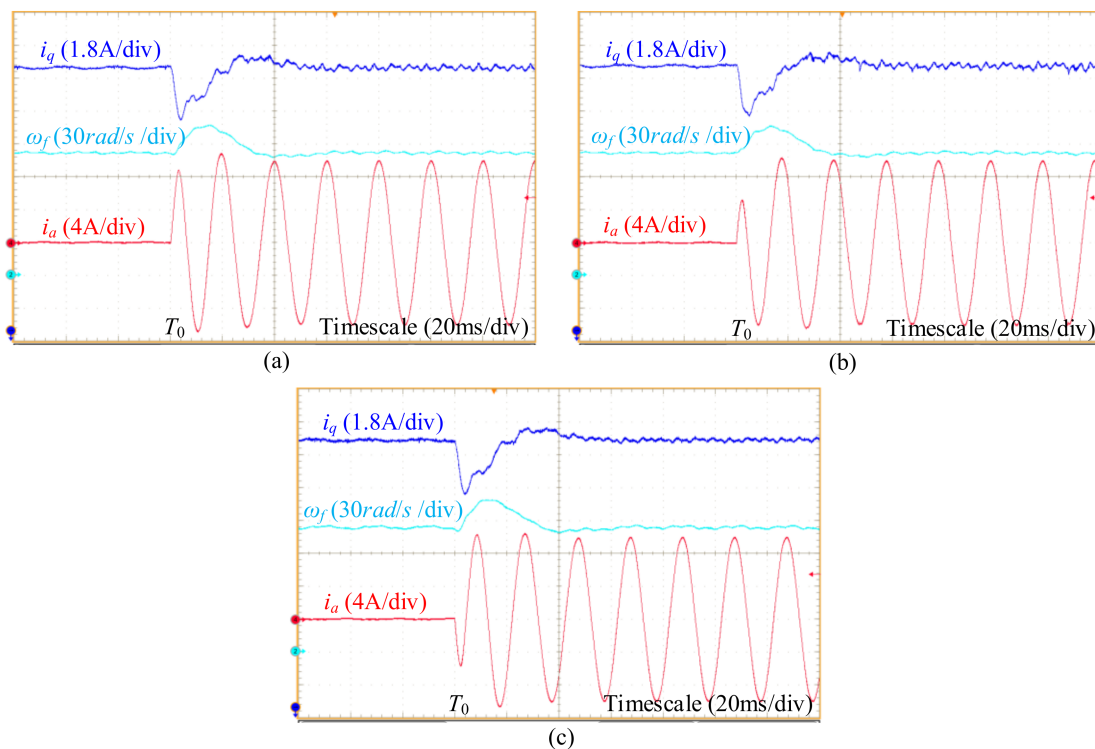 i_q (1.8A/div)
ω_f (30rad/s /div)
i_a (4A/div)
T_0 Timescale (20ms/div)
(a)
i_q (1.8A/div)
ω_f (30rad/s /div)
i_a (4A/div)
T_0 Timescale (20ms/div)
(b)
i_q (1.8A/div)
ω_f (30rad/s /div)
i_a (4A/div)
T_0 Timescale (20ms/div)
(c)